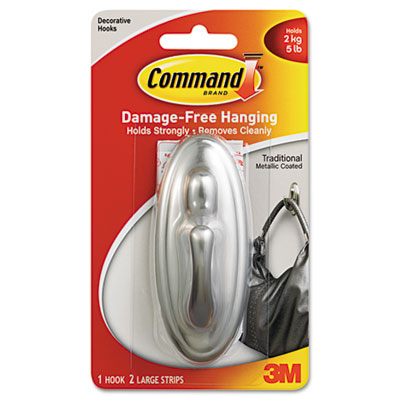 Decorative
Hooks
Holds
2 kg
5 lb
Command
BRAND
Damage-Free Hanging
Holds Strongly • Removes Cleanly
Traditional
Metallic Coated
1 HOOK 2 LARGE STRIPS
3M